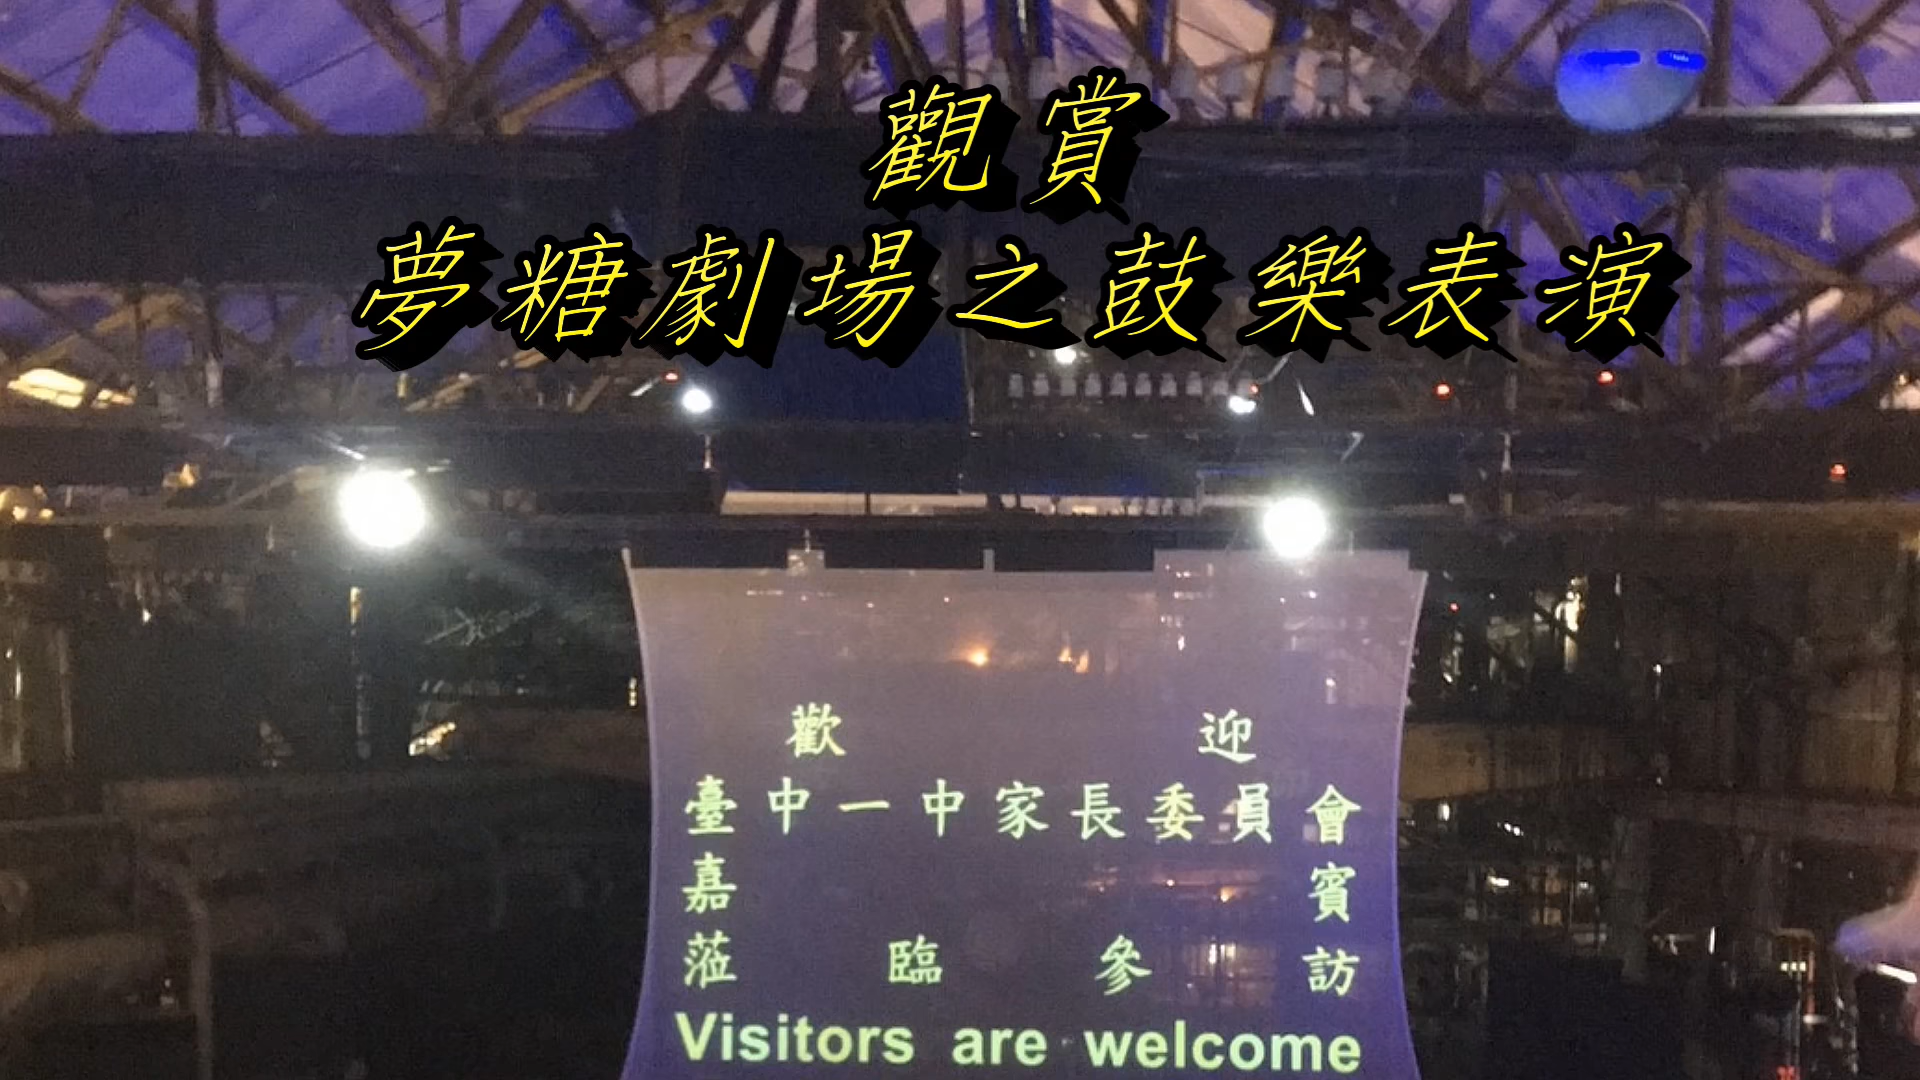 觀賞
夢糖劇場之鼓樂表演
歡迎
臺中一中家長委員會
嘉賓
蒞臨參訪
Visitors are welcome